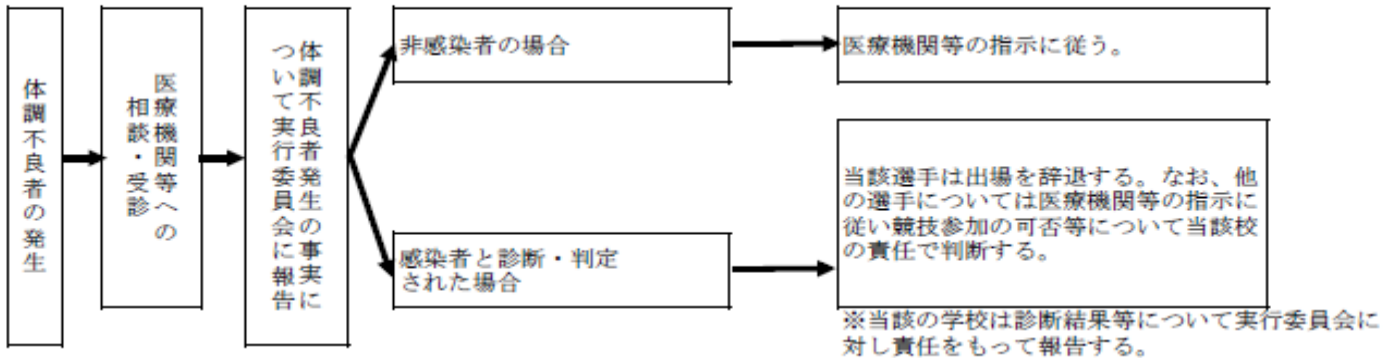 体調不良者の発生
医療機関等への
相談・受診
体調不良者発生の事実に
ついて実行委員会に報告
非感染者の場合
医療機関等の指示に従う。
感染者と診断・判定
された場合
当該選手は出場を辞退する。なお、他
の選手については医療機関等の指示に
従い競技参加の可否等について当該校
の責任で判断する。
※当該の学校は診断結果等について実行委員会に
対し責任をもって報告する。